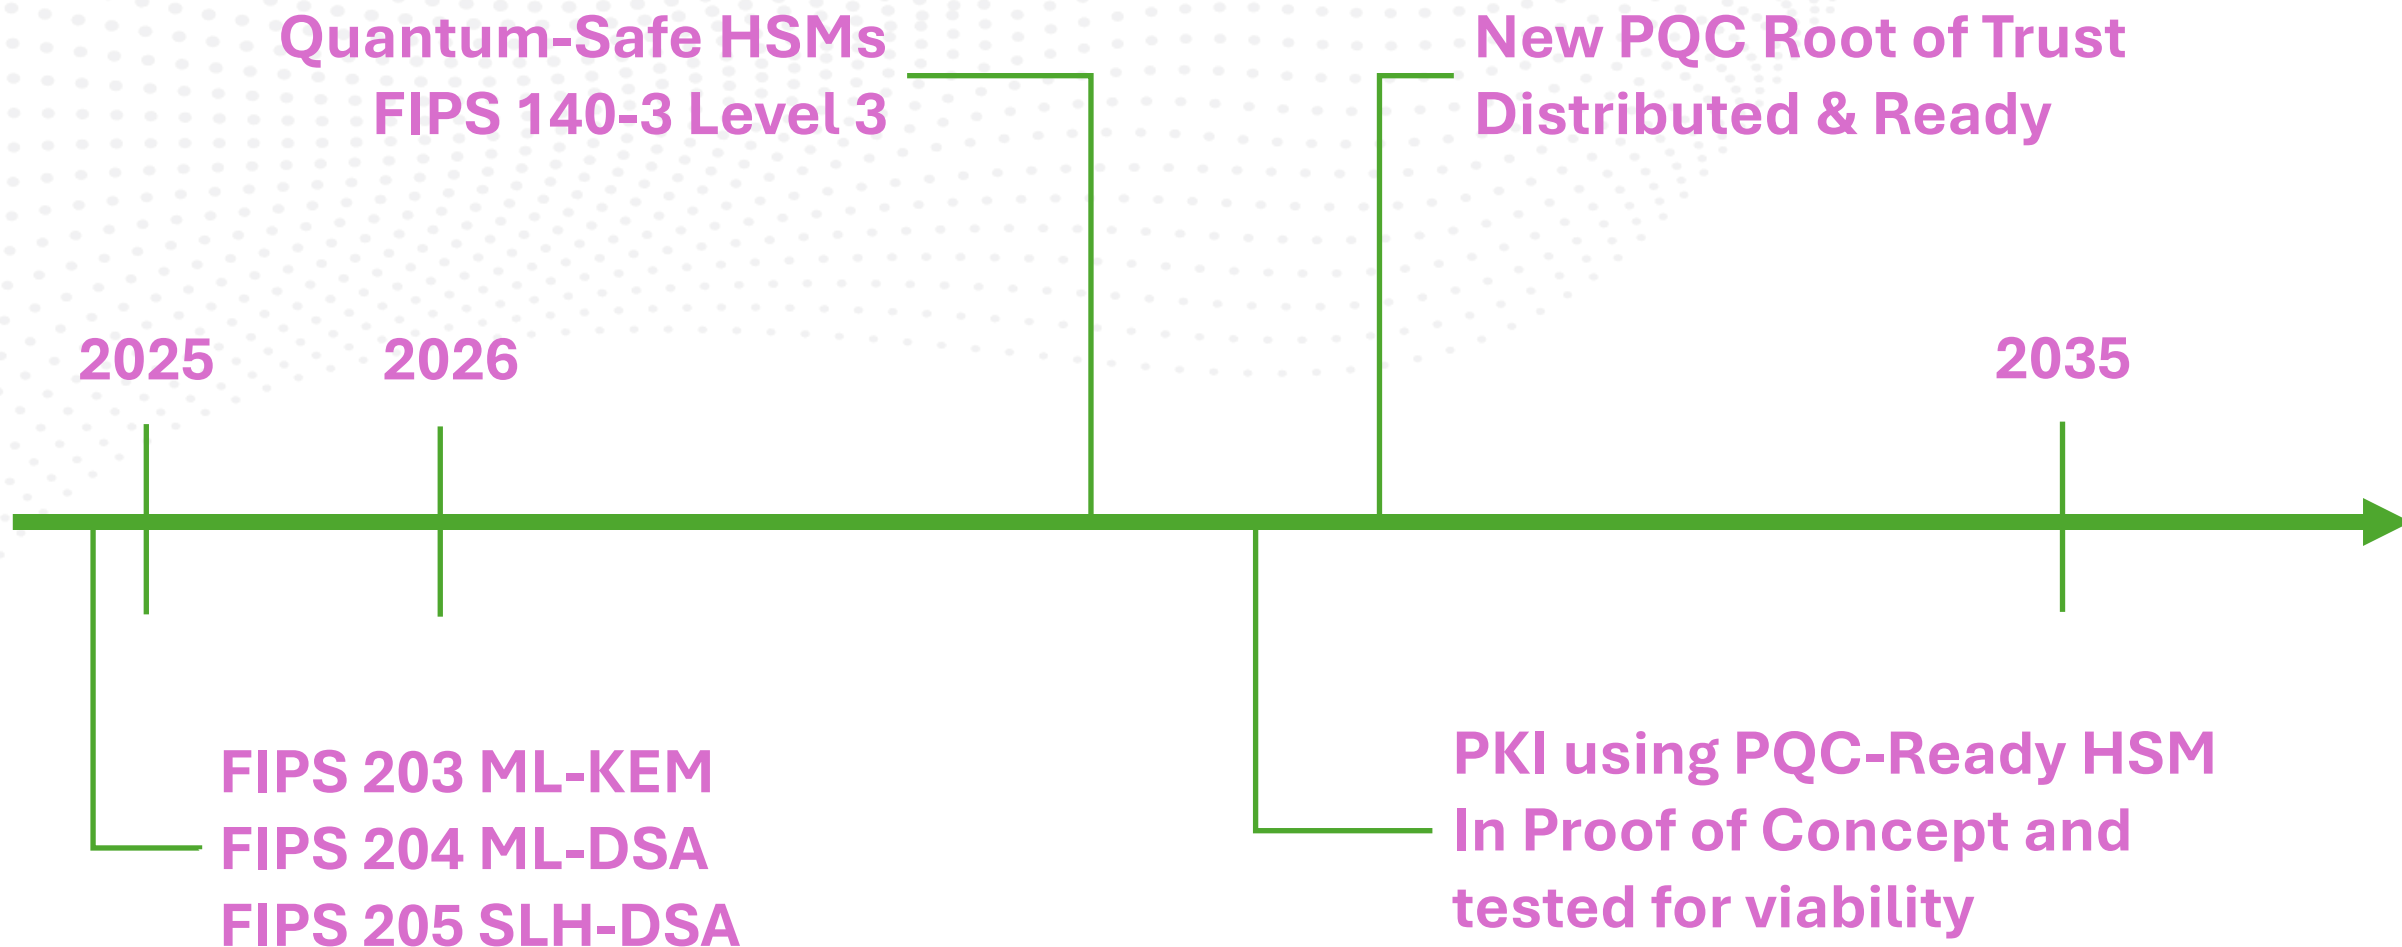 Quantum-Safe HSMs
FIPS 140-3 Level 3
New PQC Root of Trust
Distributed & Ready
2025
2026
2035
FIPS 203 ML-KEM
FIPS 204 ML-DSA
FIPS 205 SLH-DSA
PKI using PQC-Ready HSM
In Proof of Concept and
tested for viability